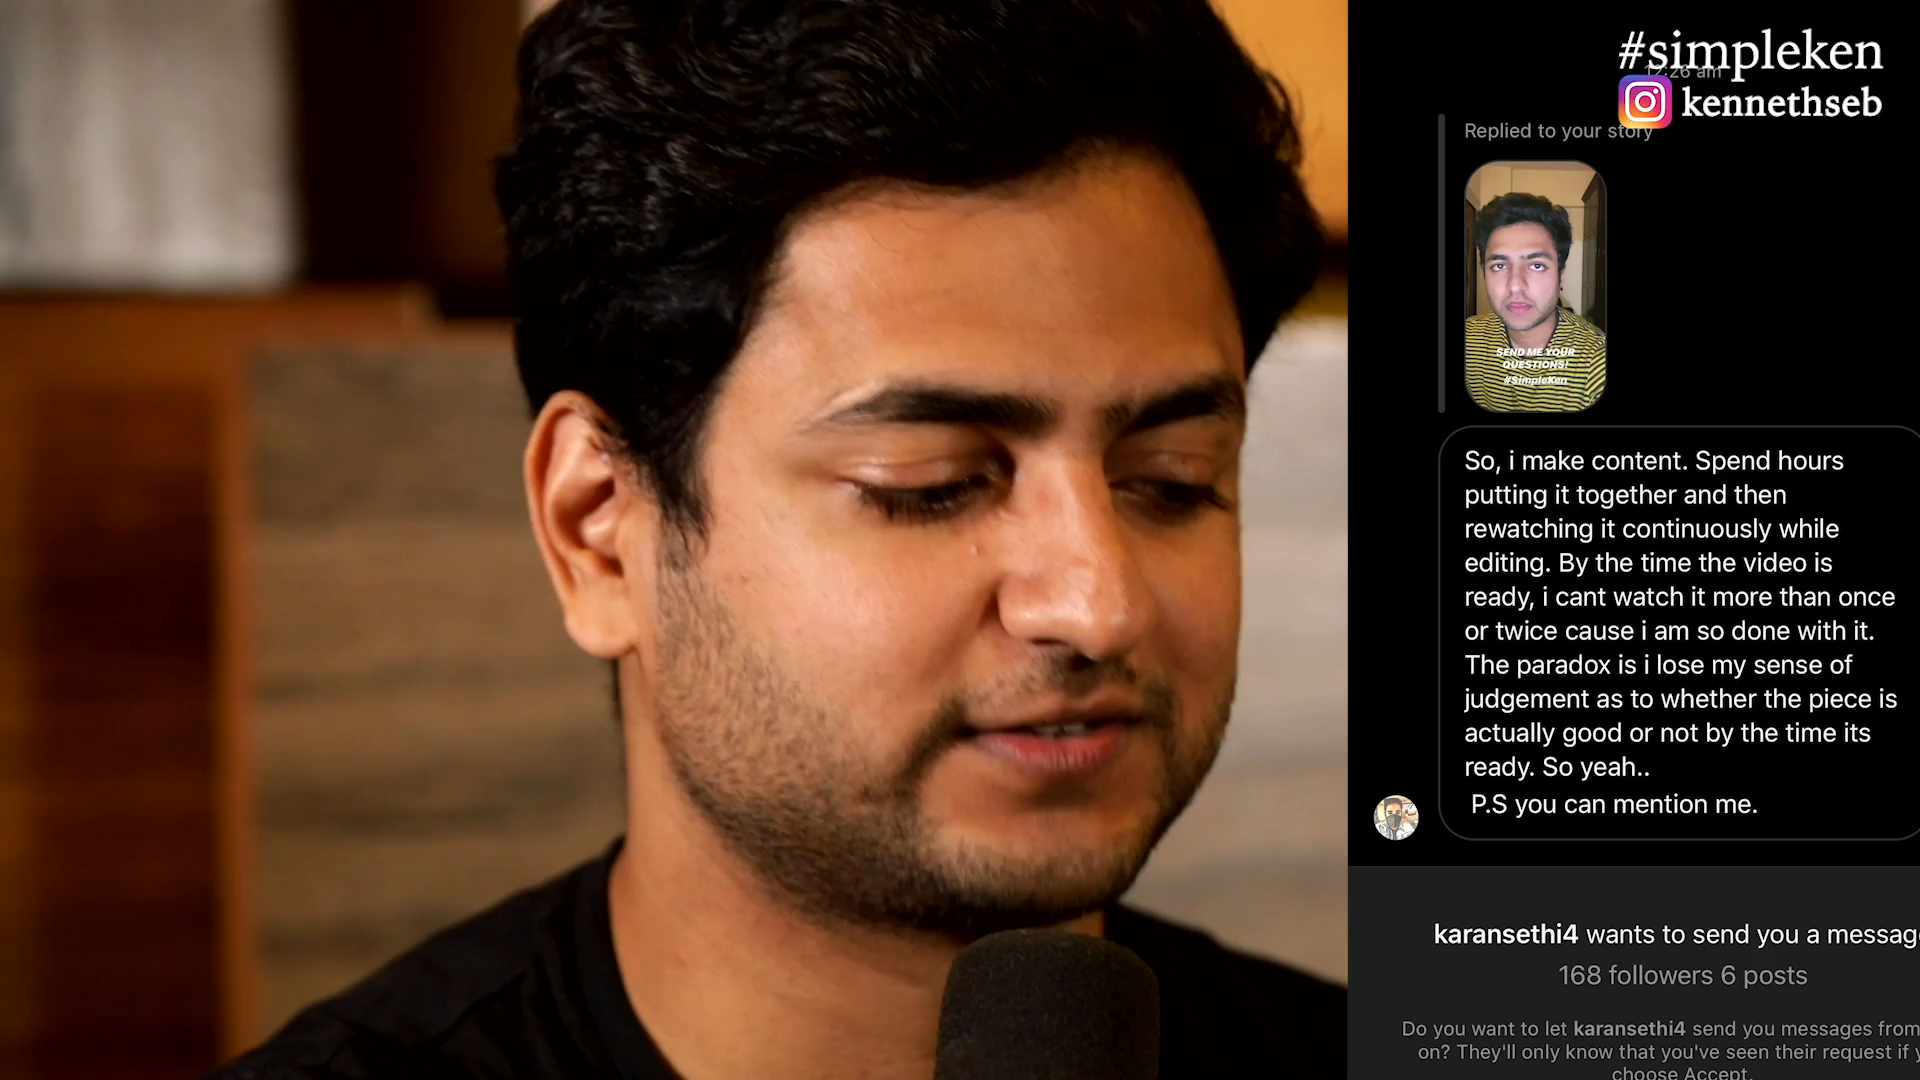 #simpleken
12:26 am
kennethseb
Replied to your story
SEND ME YOUR
QUESTIONS!
#SimpleKen
So, i make content. Spend hours
putting it together and then
rewatching it continuously while
editing. By the time the video is
ready, i cant watch it more than once
or twice cause i am so done with it.
The paradox is i lose my sense of
judgement as to whether the piece is
actually good or not by the time its
ready. So yeah..
P.S you can mention me.
karansethi4 wants to send you a messag
168 followers 6 posts
Do you want to let karansethi4 send you messages from
on? They'll only know that you've seen their request if
choose Accept.